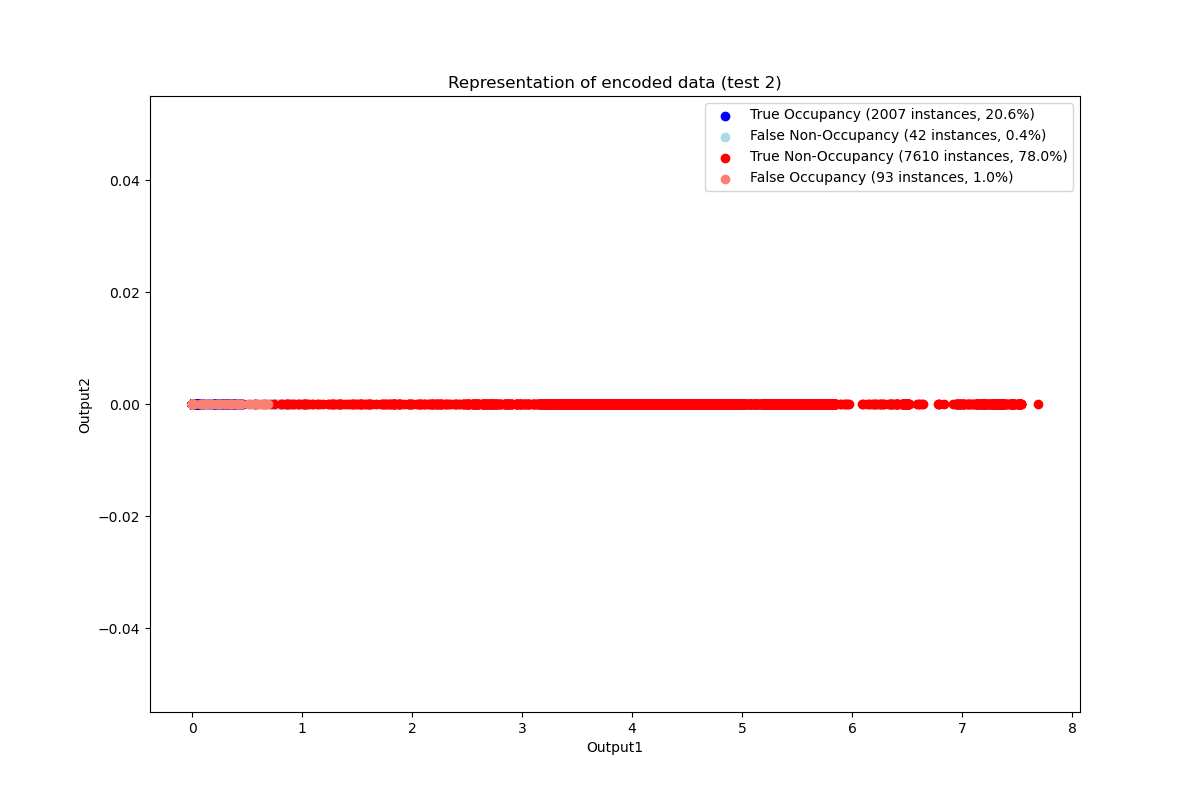 Representation of encoded data (test 2)
True Occupancy (2007 instances, 20.6%)
False Non-Occupancy (42 instances, 0.4%)
True Non-Occupancy (7610 instances, 78.0%)
False Occupancy (93 instances, 1.0%)
0.04
0.02
0.00
−0.02
−0.04
Output2
0 1 2 3 4 5 6 7 8
Output1